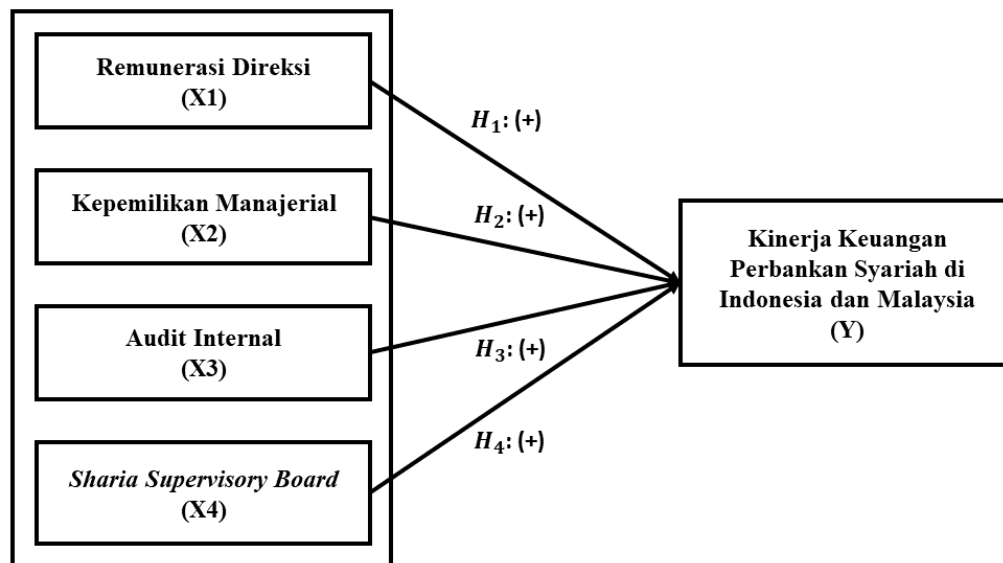 Remunerasi Direksi
(X1)
H₁: (+)
Kepemilikan Manajerial
(X2)
H₂: (+)
Audit Internal
(X3)
H₃: (+)
Sharia Supervisory Board
(X4)
H₄: (+)
Kinerja Keuangan
Perbankan Syariah di
Indonesia dan Malaysia
(Y)